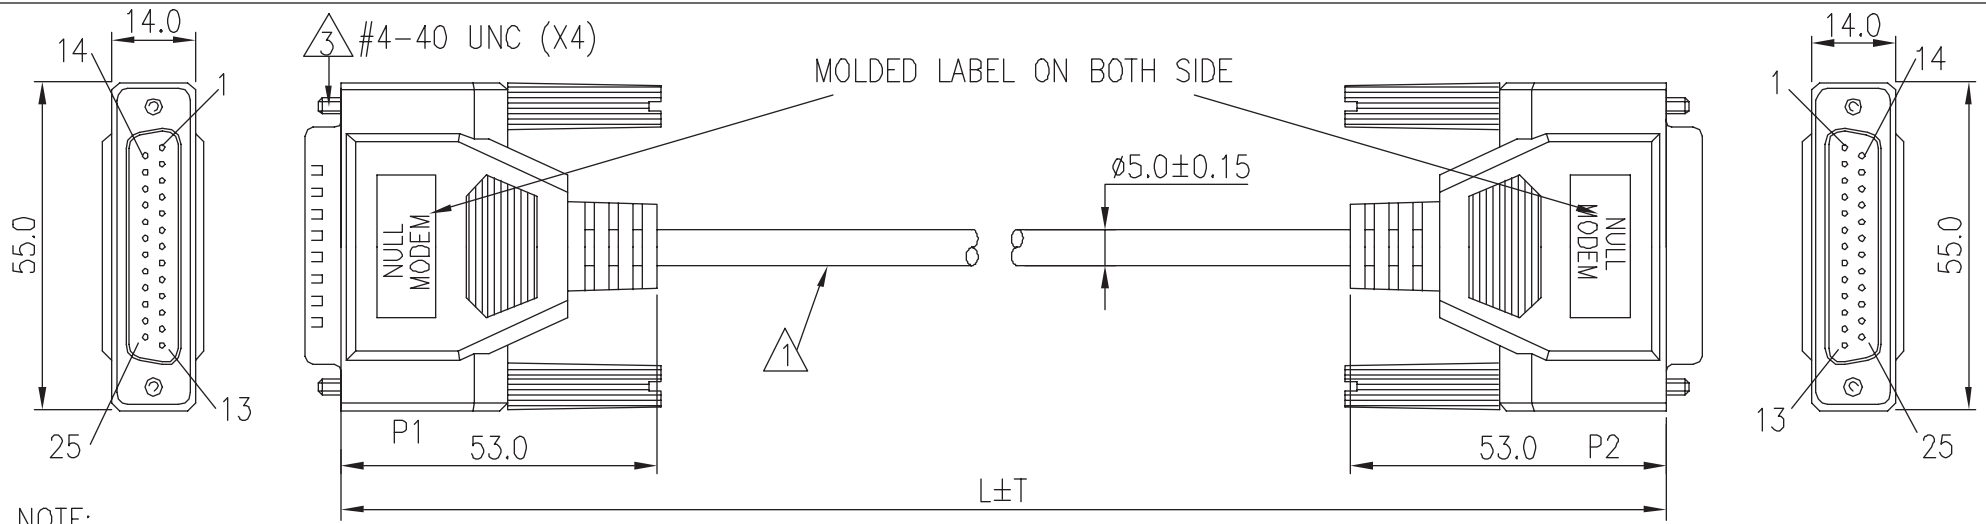 14.0
3 #4-40 UNC (X4)
14.0
14
1
MOLDED LABEL ON BOTH SIDE
1
14
55.0
NULL
MODEM
ø5.0±0.15
NULL
MODEM
55.0
1
25
13
P1
53.0
53.0
P2
13
25
L±T
NOTE: